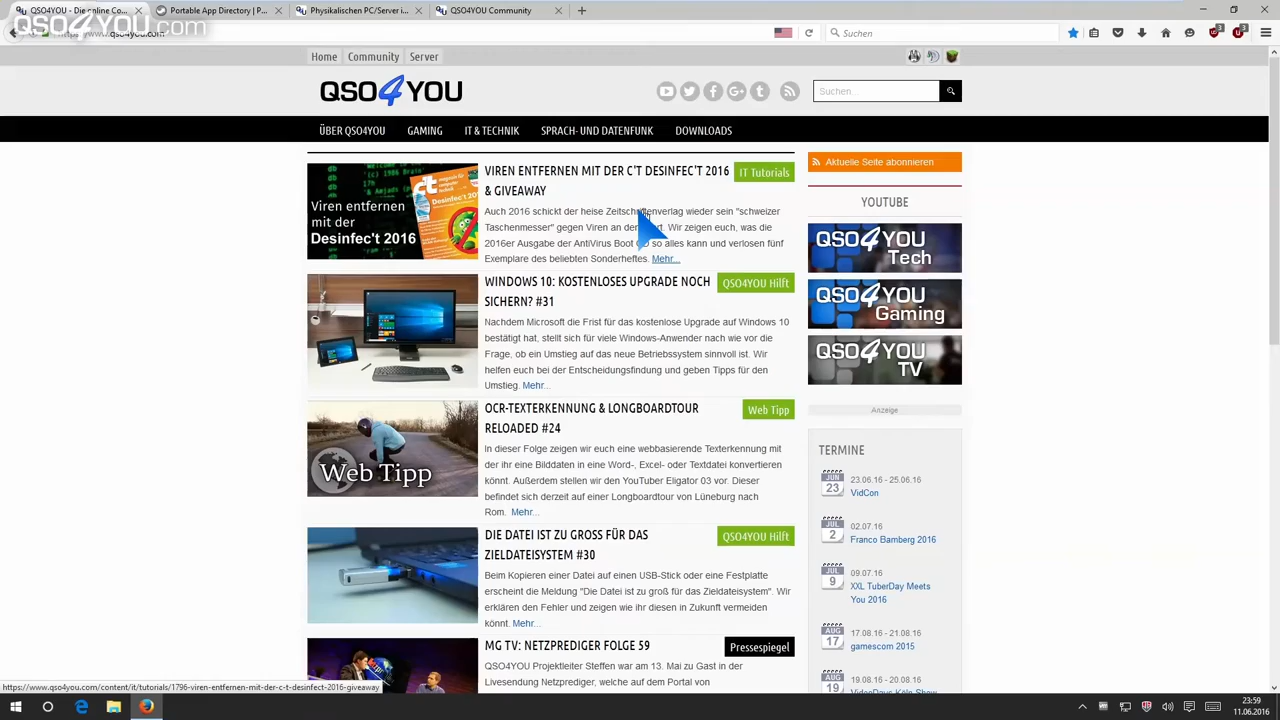 QSO4YOU - Die online Co...
Portable App Directory | ...
Fernwartung PC/Server ...
QSO4YOU Community
QSO4YOU.com
https://www.qso4you.com
Suchen
Home Community Server
QSO4YOU
Suchen...
ÜBER QSO4YOU GAMING IT & TECHNIK SPRACH- UND DATENFUNK DOWNLOADS
VIREN ENTFERNEN MIT DER C'T DESINFEC'T 2016
& GIVEAWAY
IT Tutorials
Auch 2016 schickt der heise Zeitschriftenverlag wieder sein "schweizer
Taschenmesser" gegen Viren an den Start. Wir zeigen euch, was die
2016er Ausgabe der AntiVirus Boot CD so alles kann und verlosen fünf
Exemplare des beliebten Sonderheftes. Mehr...
Viren entfernen
mit der
Desinfec't 2016
WINDOWS 10: KOSTENLOSES UPGRADE NOCH
SICHERN? #31
QSO4YOU Hilft
Nachdem Microsoft die Frist für das kostenlose Upgrade auf Windows 10
bestätigt hat, stellt sich für viele Windows-Anwender nach wie vor die
Frage, ob ein Umstieg auf das neue Betriebssystem sinnvoll ist. Wir
helfen euch bei der Entscheidungsfindung und geben Tipps für den
Umstieg. Mehr...
OCR-TEXTERKENNUNG & LONGBOARDTOUR
RELOADED #24
Web Tipp
In dieser Folge zeigen wir euch eine webbasierende Texterkennung mit
der ihr eine Bilddaten in eine Word-, Excel- oder Textdatei konvertieren
könnt. Außerdem stellen wir den YouTuber Eligator 03 vor. Dieser
befindet sich derzeit auf einer Longboardtour von Lüneburg nach
Rom. Mehr...
Web Tipp
DIE DATEI IST ZU GROSS FÜR DAS
ZIELDATEISYSTEM #30
QSO4YOU Hilft
Beim Kopieren einer Datei auf einen USB-Stick oder eine Festplatte
erscheint die Meldung "Die Datei ist zu groß für das Zieldateisystem". Wir
erklären den Fehler und zeigen wie ihr diesen in Zukunft vermeiden
könnt. Mehr...
MG TV: NETZPREDIGER FOLGE 59
Pressespiegel
QSO4YOU Projektleiter Steffen war am 13. Mai zu Gast in der
Livesendung Netzprediger, welche auf dem Portal von
Aktuelle Seite abonnieren
YOUTUBE
QSO4YOU
Tech
QSO4YOU
Gaming
QSO4YOU
TV
Anzeige
TERMINE
JUN
23
23.06.16 - 25.06.16
VidCon
JUL
2
02.07.16
Franco Bamberg 2016
JUL
9
09.07.16
XXL TuberDay Meets
You 2016
AUG
17
17.08.16 - 21.08.16
gamescom 2015
AUG
19
19.08.16 - 20.08.16
VideoDays Köln Show
https://www.qso4you.com/content/it/tutorials/1796-viren-entfernen-mit-der-c-t-desinfect-2016-giveaway
23:59
11.06.2016